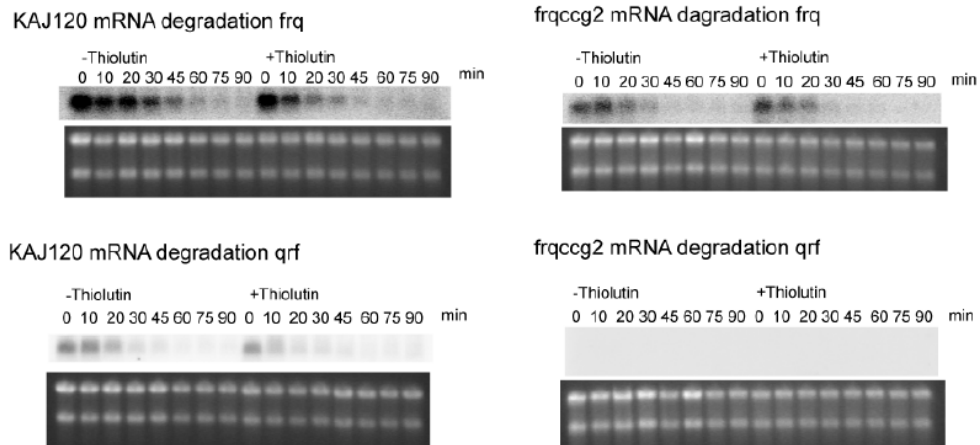 KAJ120 mRNA degradation frq
-Thiolutin +Thiolutin
0 10 20 30 45 60 75 90 0 10 20 30 45 60 75 90 min
frqccg2 mRNA dagradation frq
-Thiolutin +Thiolutin
0 10 20 30 45 60 75 90 0 10 20 30 45 60 75 90 min
KAJ120 mRNA degradation qrf
-Thiolutin +Thiolutin
0 10 20 30 45 60 75 90 0 10 20 30 45 60 75 90 min
frqccg2 mRNA degradation qrf
-Thiolutin +Thiolutin
0 10 20 30 45 60 75 90 0 10 20 30 45 60 75 90 min